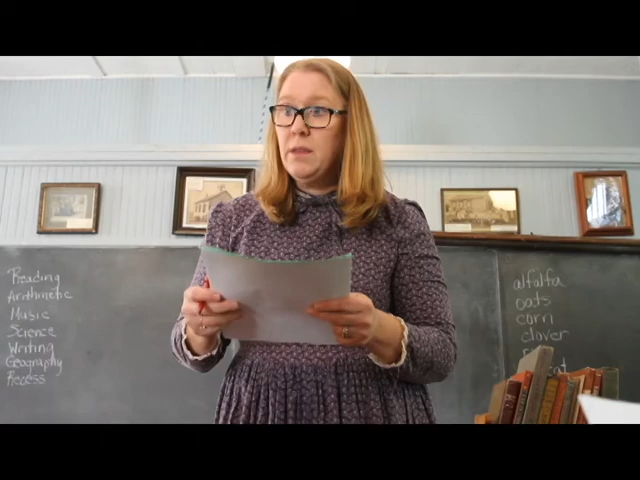 Reading
Arithmetic
Music
Science
Writing
Geography
Recess
alfalfa
oats
corn
clover